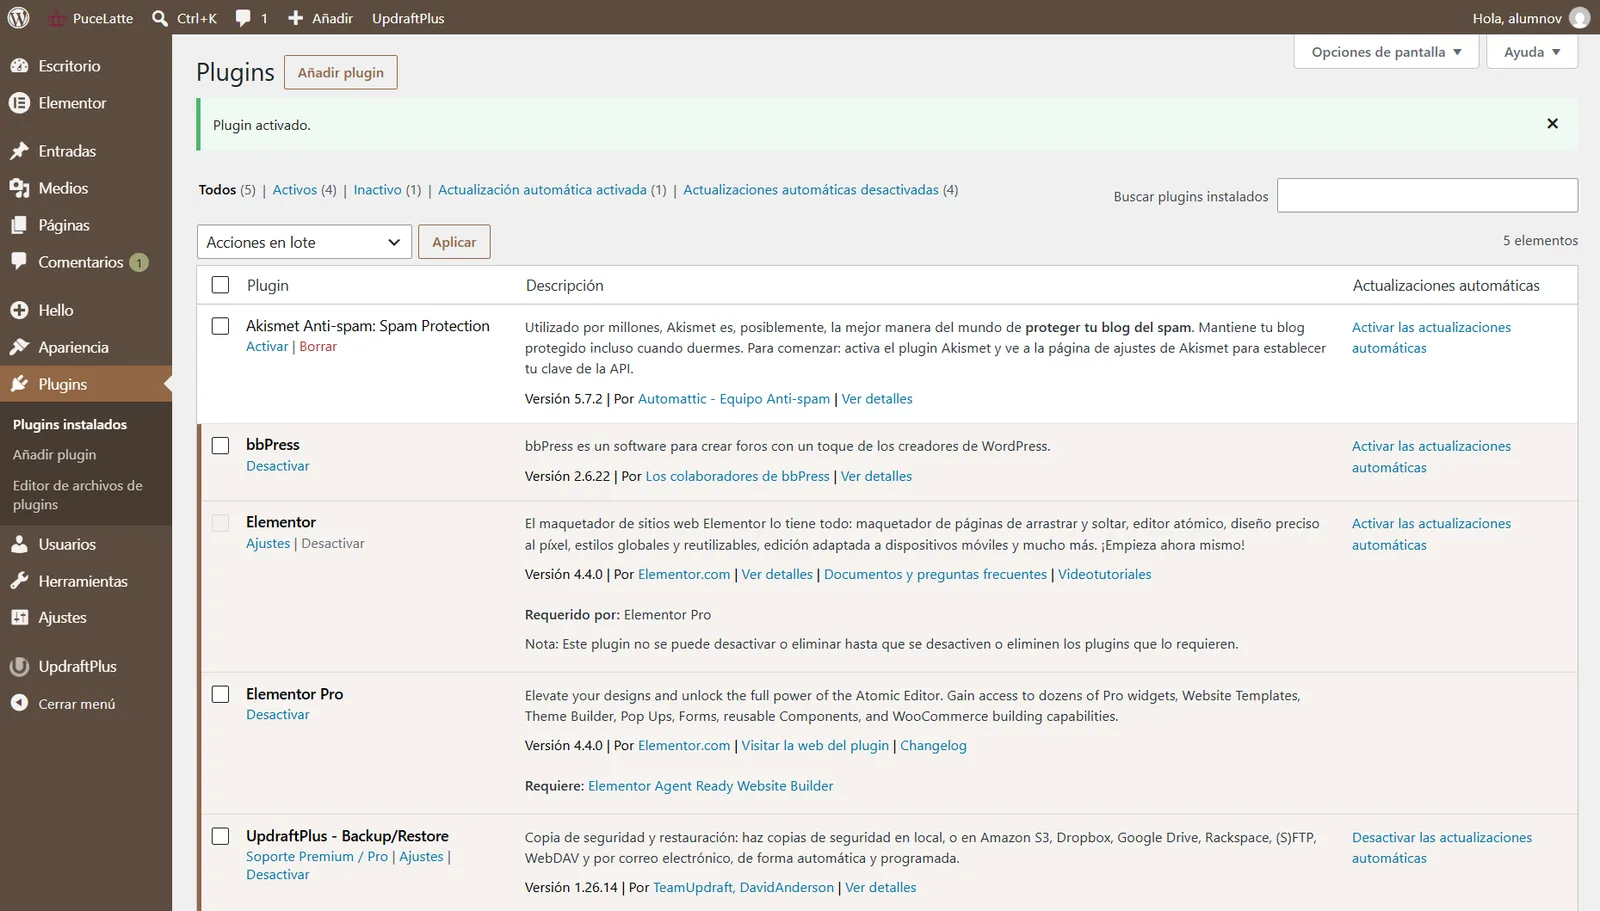 PuceLatte
Ctrl+K
1
Añadir
UpdraftPlus
Hola, alumnov
Escritorio
Elementor
Entradas
Medios
Páginas
Comentarios 1
Hello
Apariencia
Plugins
Plugins instalados
Añadir plugin
Editor de archivos de
plugins
Usuarios
Herramientas
Ajustes
UpdraftPlus
Cerrar menú
Opciones de pantalla
Ayuda
Plugins
Añadir plugin
Plugin activado.
Todos (5) | Activos (4) | Inactivo (1) | Actualización automática activada (1) | Actualizaciones automáticas desactivadas (4)
Buscar plugins instalados
Acciones en lote
Aplicar
5 elementos
Plugin
Descripción
Actualizaciones automáticas
Akismet Anti-spam: Spam Protection
Activar | Borrar
Utilizado por millones, Akismet es, posiblemente, la mejor manera del mundo de proteger tu blog del spam. Mantiene tu blog
protegido incluso cuando duermes. Para comenzar: activa el plugin Akismet y ve a la página de ajustes de Akismet para establecer
tu clave de la API.
Versión 5.7.2 | Por Automattic - Equipo Anti-spam | Ver detalles
Activar las actualizaciones
automáticas
bbPress
Desactivar
bbPress es un software para crear foros con un toque de los creadores de WordPress.
Versión 2.6.22 | Por Los colaboradores de bbPress | Ver detalles
Activar las actualizaciones
automáticas
Elementor
Ajustes | Desactivar
El maquetador de sitios web Elementor lo tiene todo: maquetador de páginas de arrastrar y soltar, editor atómico, diseño preciso
al píxel, estilos globales y reutilizables, edición adaptada a dispositivos móviles y mucho más. ¡Empieza ahora mismo!
Versión 4.4.0 | Por Elementor.com | Ver detalles | Documentos y preguntas frecuentes | Videotutoriales
Requerido por: Elementor Pro
Nota: Este plugin no se puede desactivar o eliminar hasta que se desactiven o eliminen los plugins que lo requieren.
Activar las actualizaciones
automáticas
Elementor Pro
Desactivar
Elevate your designs and unlock the full power of the Atomic Editor. Gain access to dozens of Pro widgets, Website Templates,
Theme Builder, Pop Ups, Forms, reusable Components, and WooCommerce building capabilities.
Versión 4.4.0 | Por Elementor.com | Visitar la web del plugin | Changelog
Requiere: Elementor Agent Ready Website Builder
UpdraftPlus - Backup/Restore
Soporte Premium / Pro | Ajustes |
Desactivar
Copia de seguridad y restauración: haz copias de seguridad en local, o en Amazon S3, Dropbox, Google Drive, Rackspace, (S)FTP,
WebDAV y por correo electrónico, de forma automática y programada.
Versión 1.26.14 | Por TeamUpdraft, DavidAnderson | Ver detalles
Desactivar las actualizaciones
automáticas